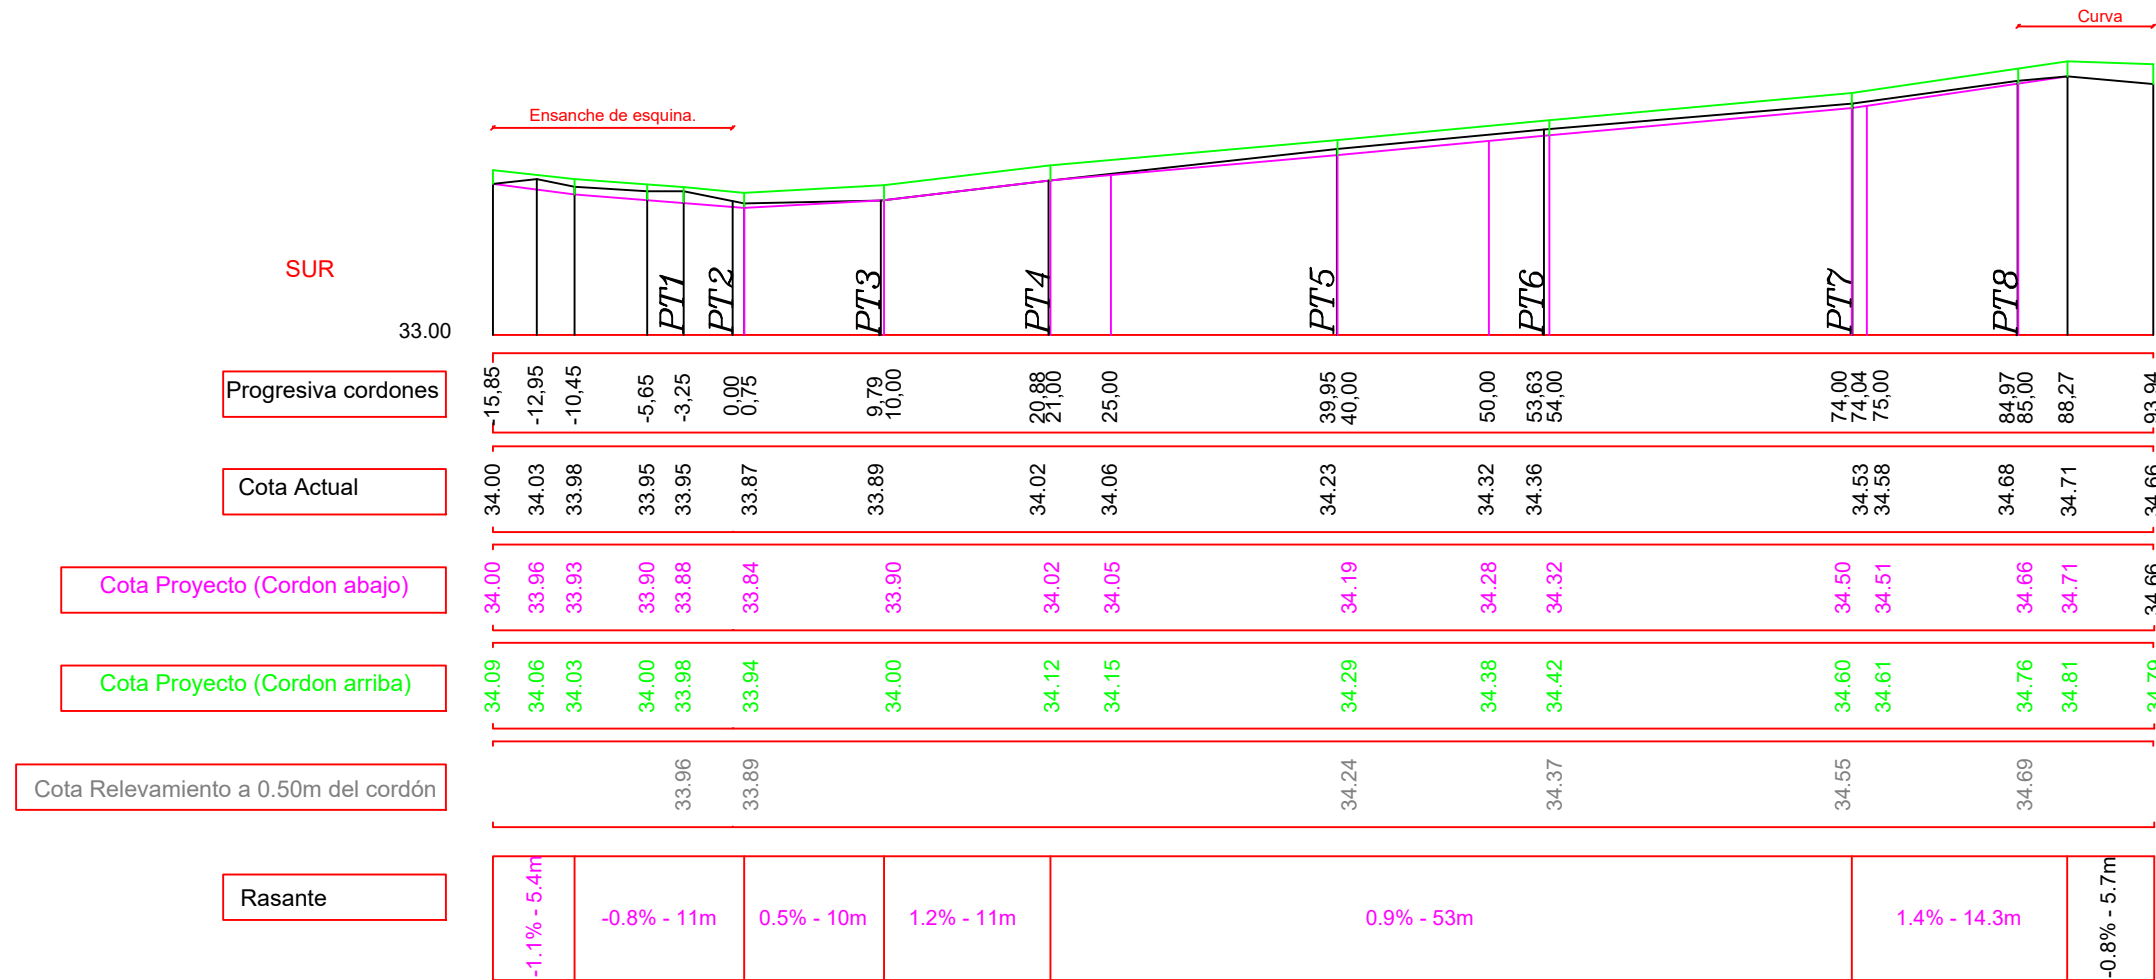 Curva
Ensanche de esquina.
SUR
33.00
PT1 PT2 PT3 PT4 PT5 PT6 PT7 PT8
Progresiva cordones
-15,85 -12,95 -10,45 -5,65 -3,25 0,00 0,75 9,79 10,00 20,88 21,00 25,00 39,95 40,00 50,00 53,63 54,00 74,00 74,04 75,00 84,97 85,00 88,27 93,94
Cota Actual
34.00 34.03 33.98 33.95 33.95 33.87 33.89 34.02 34.06 34.23 34.32 34.36 34.53 34.58 34.68 34.71 34.66
Cota Proyecto (Cordon abajo)
34.00 33.96 33.93 33.90 33.88 33.84 33.90 34.02 34.05 34.19 34.28 34.32 34.50 34.51 34.66 34.71 34.66
Cota Proyecto (Cordon arriba)
34.09 34.06 34.03 34.00 33.98 33.94 34.00 34.12 34.15 34.29 34.38 34.42 34.60 34.61 34.76 34.81 34.79
Cota Relevamiento a 0.50m del cordón
33.96 33.89 34.24 34.37 34.55 34.69
Rasante
-1.1% - 5.4m -0.8% - 11m 0.5% - 10m 1.2% - 11m 0.9% - 53m 1.4% - 14.3m -0.8% - 5.7m